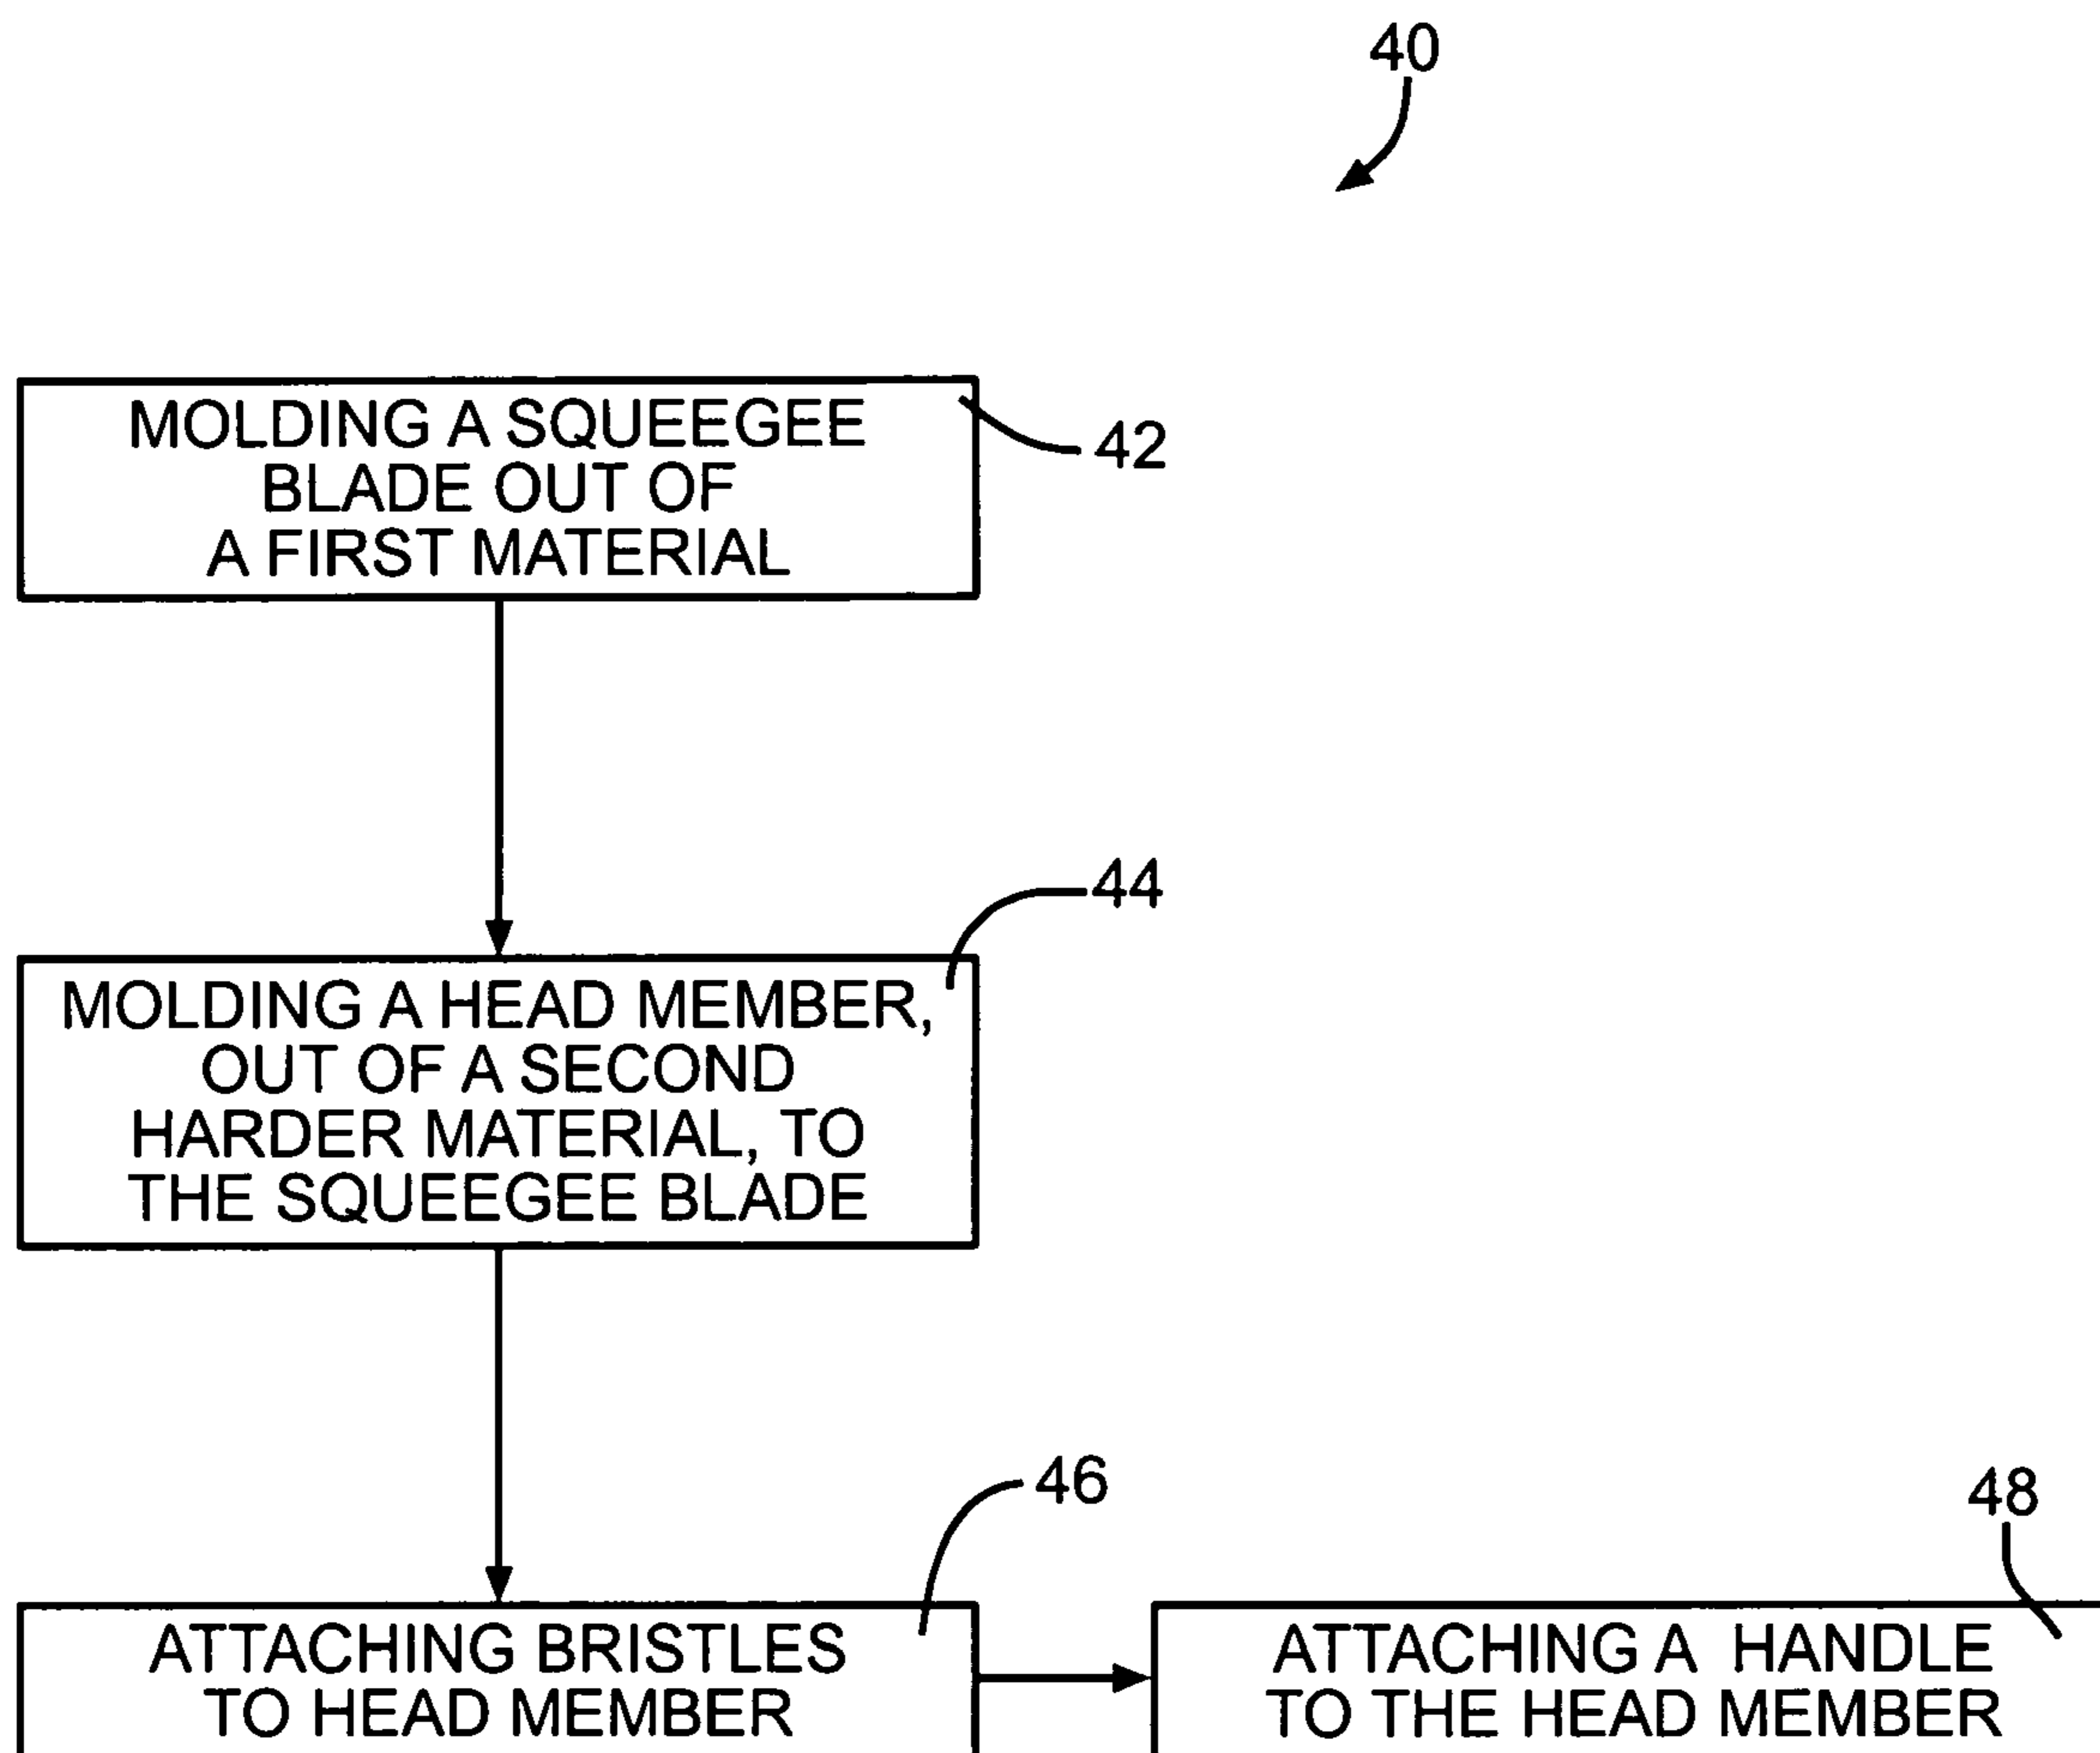 40
MOLDING A SQUEEGEE
BLADE OUT OF
A FIRST MATERIAL
42
44
MOLDING A HEAD MEMBER,
OUT OF A SECOND
HARDER MATERIAL, TO
THE SQUEEGEE BLADE
46
ATTACHING BRISTLES
TO HEAD MEMBER
48
ATTACHING A HANDLE
TO THE HEAD MEMBER